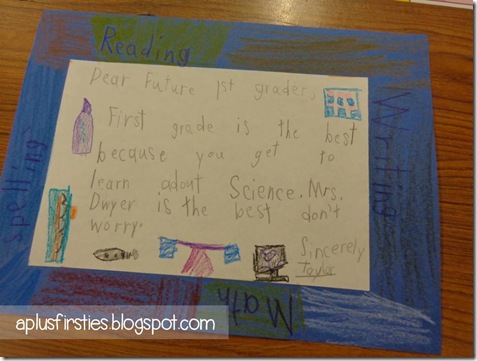 Reading
Dear Future 1st grader,
First grade is the best
because you get to
learn adout Science. Mrs.
Dwyer is the best don't
worry.
Sincerely
Taylor
Writing
Spelling
Math
aplusfirsties.blogspot.com